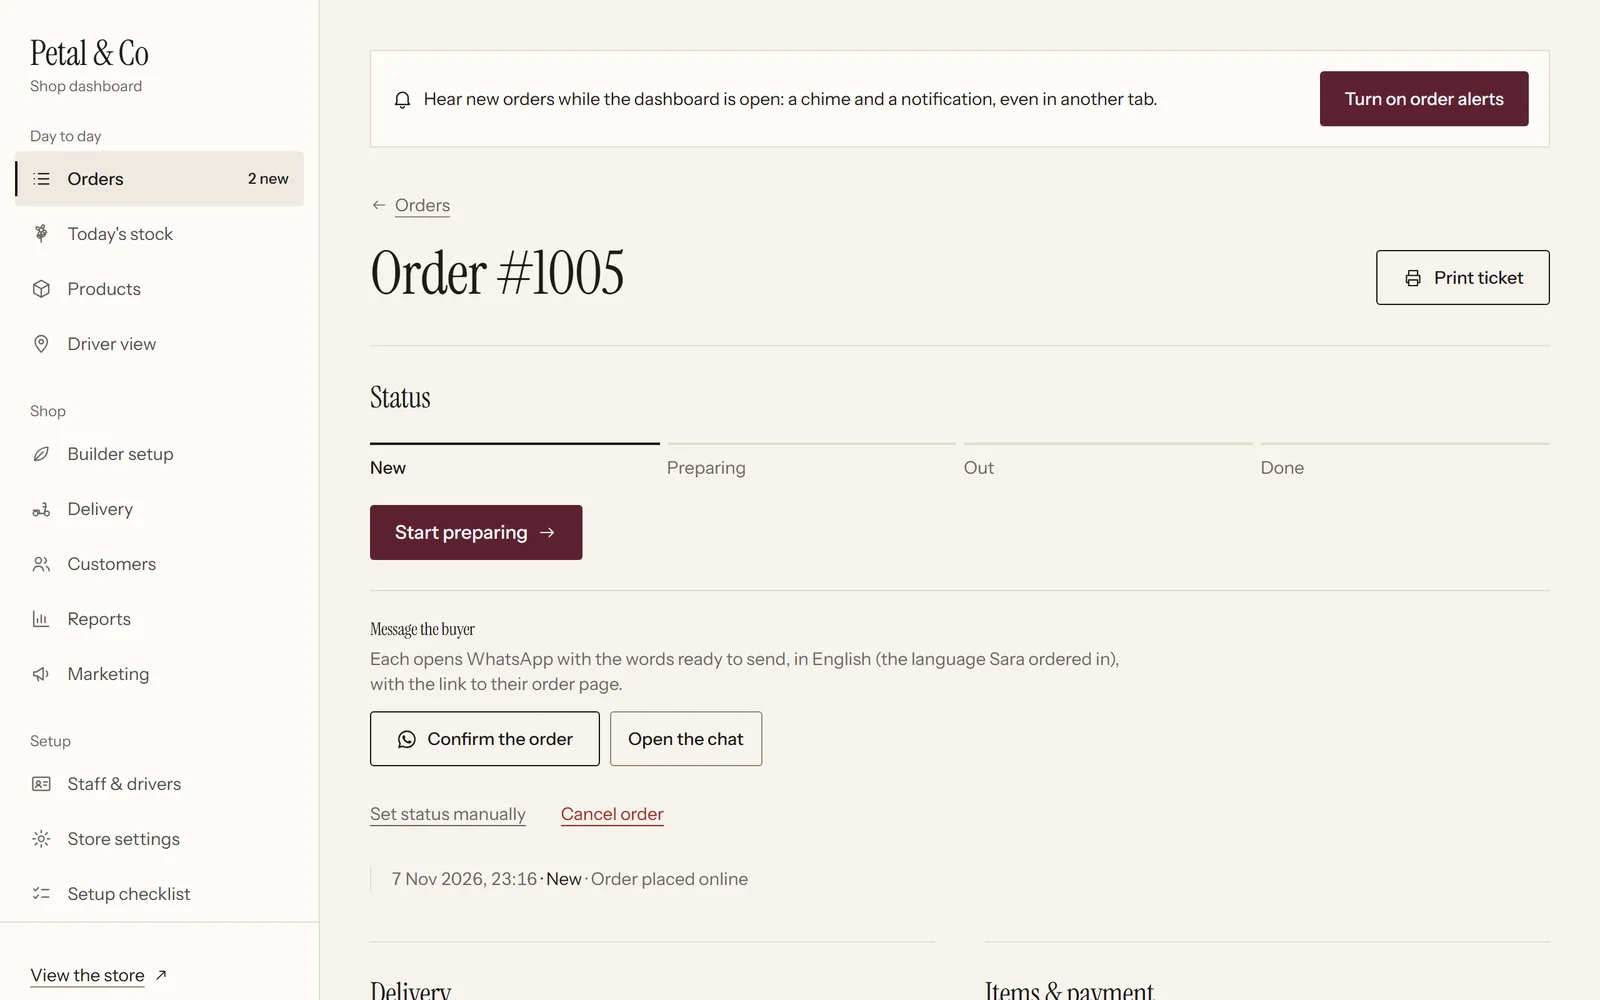 Petal & Co
Shop dashboard
Day to day
Orders 2 new
Today's stock
Products
Driver view
Shop
Builder setup
Delivery
Customers
Reports
Marketing
Setup
Staff & drivers
Store settings
Setup checklist
View the store ↗
Hear new orders while the dashboard is open: a chime and a notification, even in another tab.
Turn on order alerts
← Orders
Order #1005
Print ticket
Status
New Preparing Out Done
Start preparing →
Message the buyer
Each opens WhatsApp with the words ready to send, in English (the language Sara ordered in),
with the link to their order page.
Confirm the order Open the chat
Set status manually Cancel order
7 Nov 2026, 23:16 · New · Order placed online
Delivery Items & payment